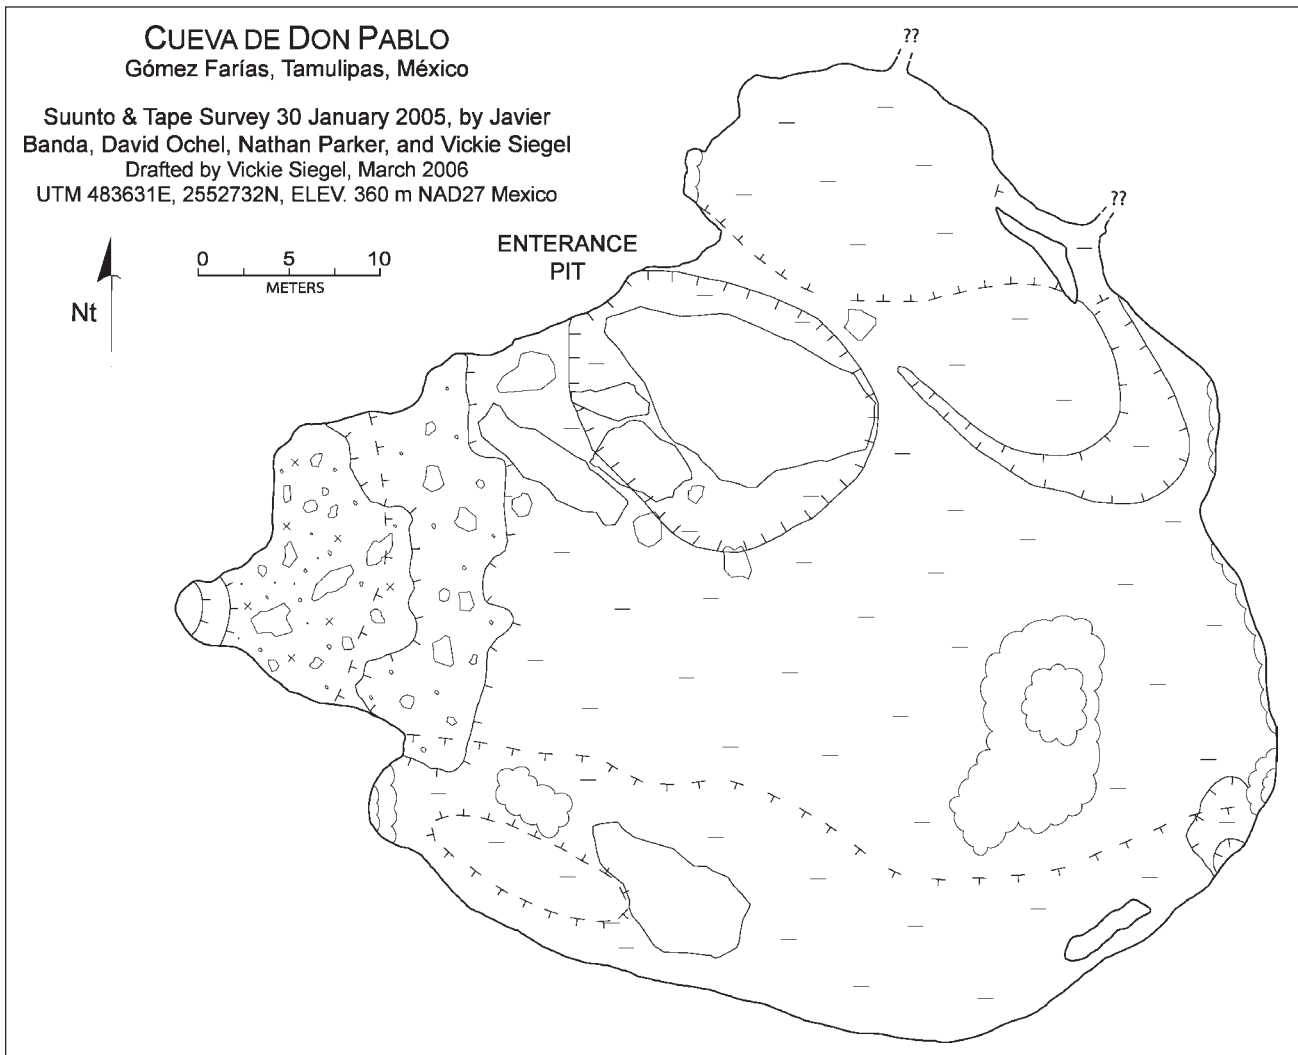 CUEVA DE DON PABLO
Gómez Farías, Tamulipas, México
Suunto & Tape Survey 30 January 2005, by Javier
Banda, David Ochel, Nathan Parker, and Vickie Siegel
Drafted by Vickie Siegel, March 2006
UTM 483631E, 2552732N, ELEV. 360 m NAD27 Mexico
0 5 10
METERS
Nt
ENTERANCE
PIT
??
??